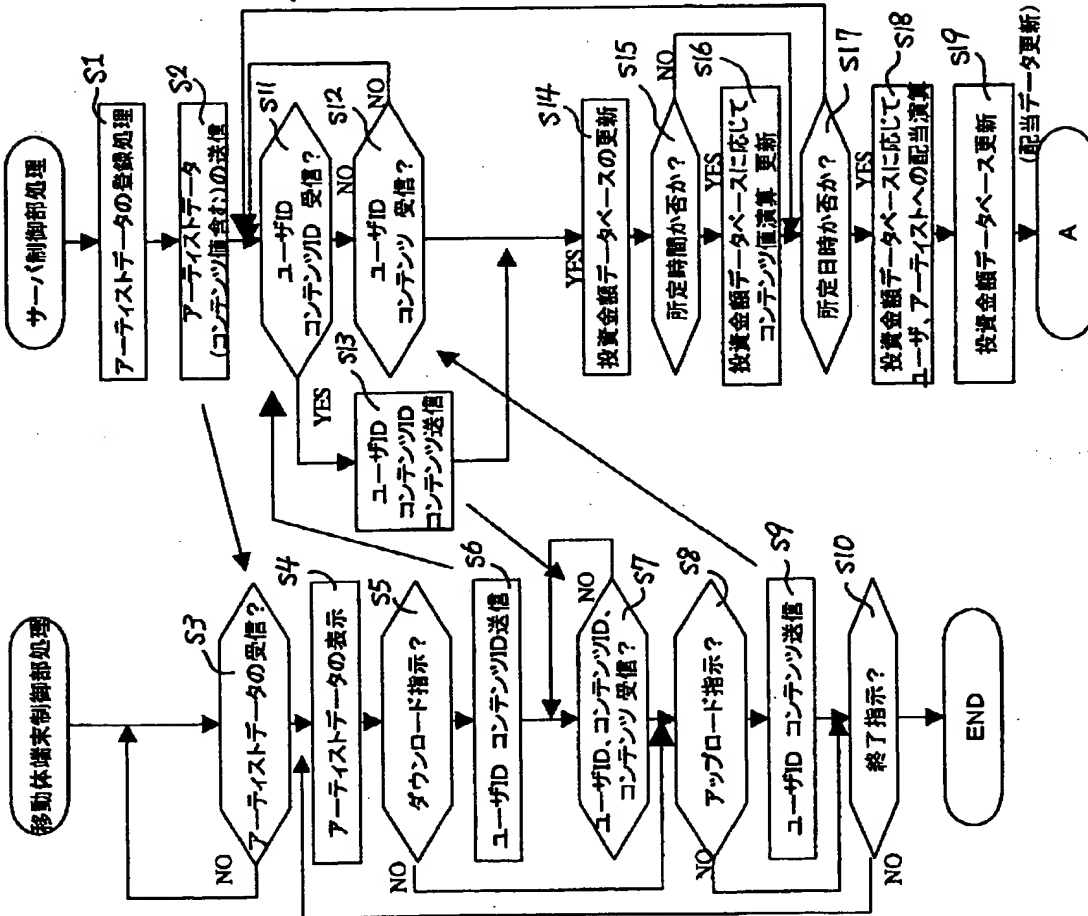 移動体端末制御部処理
S3
アーティストデータの受信?
NO
S4
アーティストデータの表示
S5
ダウンロード指示?
NO
S6
ユーザID コンテンツID送信
NO
S7
ユーザID、コンテンツID、
コンテンツ 受信?
S8
アップロード指示?
NO
S9
ユーザID コンテンツ送信
S10
終了指示?
NO
END
サーバ制御部処理
S1
アーティストデータの登録処理
S2
アーティストデータ
(コンテンツ値含む)の送信
S11
ユーザID
コンテンツID 受信?
YES
NO
S12
ユーザID
コンテンツ 受信?
NO
S13
ユーザID
コンテンツID
コンテンツ送信
YES
S14
投資金額データベースの更新
S15
所定時間か否か?
NO
YES
S16
投資金額データベースに応じて
コンテンツ値演算 更新
S17
所定日時か否か?
YES
S18
投資金額データベースに応じて
ユーザ、アーティストへの配当演算
S19
投資金額データベース更新
(配当データ更新)
A